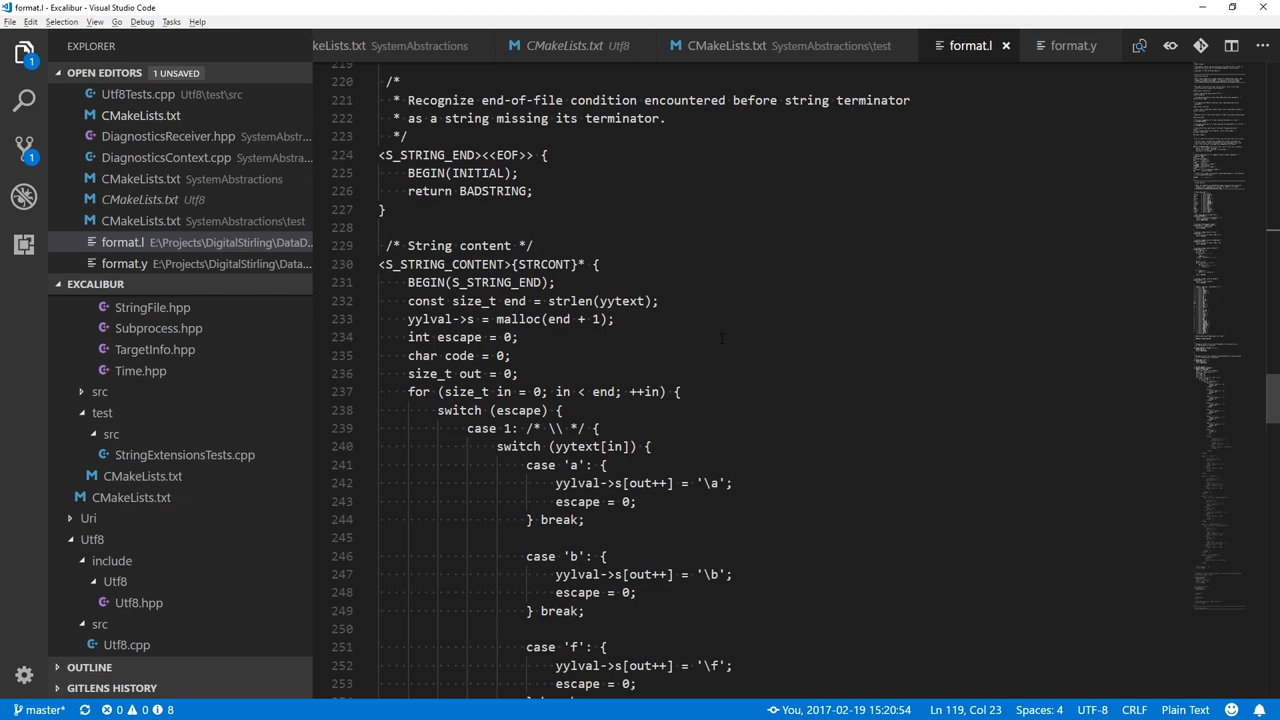 format.l - Excalibur - Visual Studio Code
File Edit Selection View Go Debug Tasks Help
EXPLORER
OPEN EDITORS 1 UNSAVED
Utf8Tests.cpp Utf8\test\src
CMakeLists.txt
DiagnosticsReceiver.hpp SystemAbstr...
DiagnosticsContext.cpp SystemAbstra...
CMakeLists.txt SystemAbstractions
CMakeLists.txt Utf8
CMakeLists.txt SystemAbstractions\test
format.l E:\Projects\DigitalStirling\DataD...
format.y E:\Projects\DigitalStirling\Data...
EXCALIBUR
StringFile.hpp
Subprocess.hpp
TargetInfo.hpp
Time.hpp
src
test
src
StringExtensionsTests.cpp
CMakeLists.txt
CMakeLists.txt
Uri
Utf8
include
Utf8
Utf8.hpp
src
Utf8.cpp
OUTLINE
GITLENS HISTORY
keLists.txt SystemAbstractions
CMakeLists.txt Utf8
CMakeLists.txt SystemAbstractions\test
format.l
format.y
219
220 /*
221 * Recognize end-of-file condition encountered before string terminator
222 * as a string missing its terminator.
223 */
224 <S_STRING_END><<EOF>> {
225 BEGIN(INITIAL);
226 return BADSTRING;
227 }
228
229 /* String content */
230 <S_STRING_CONTENT>{STRCONT}* {
231 BEGIN(S_STRING_END);
232 const size_t end = strlen(yytext);
233 yylval->s = malloc(end + 1);
234 int escape = 0;
235 char code = 0;
236 size_t out = 0;
237 for (size_t in = 0; in < end; ++in) {
238 switch (escape) {
239 case 1: /* \\ */ {
240 switch (yytext[in]) {
241 case 'a': {
242 yylval->s[out++] = '\a';
243 escape = 0;
244 } break;
245
246 case 'b': {
247 yylval->s[out++] = '\b';
248 escape = 0;
249 } break;
250
251 case 'f': {
252 yylval->s[out++] = '\f';
253 escape = 0;
master* 0 0 8
You, 2017-02-19 15:20:54 Ln 119, Col 23 Spaces: 4 UTF-8 CRLF Plain Text